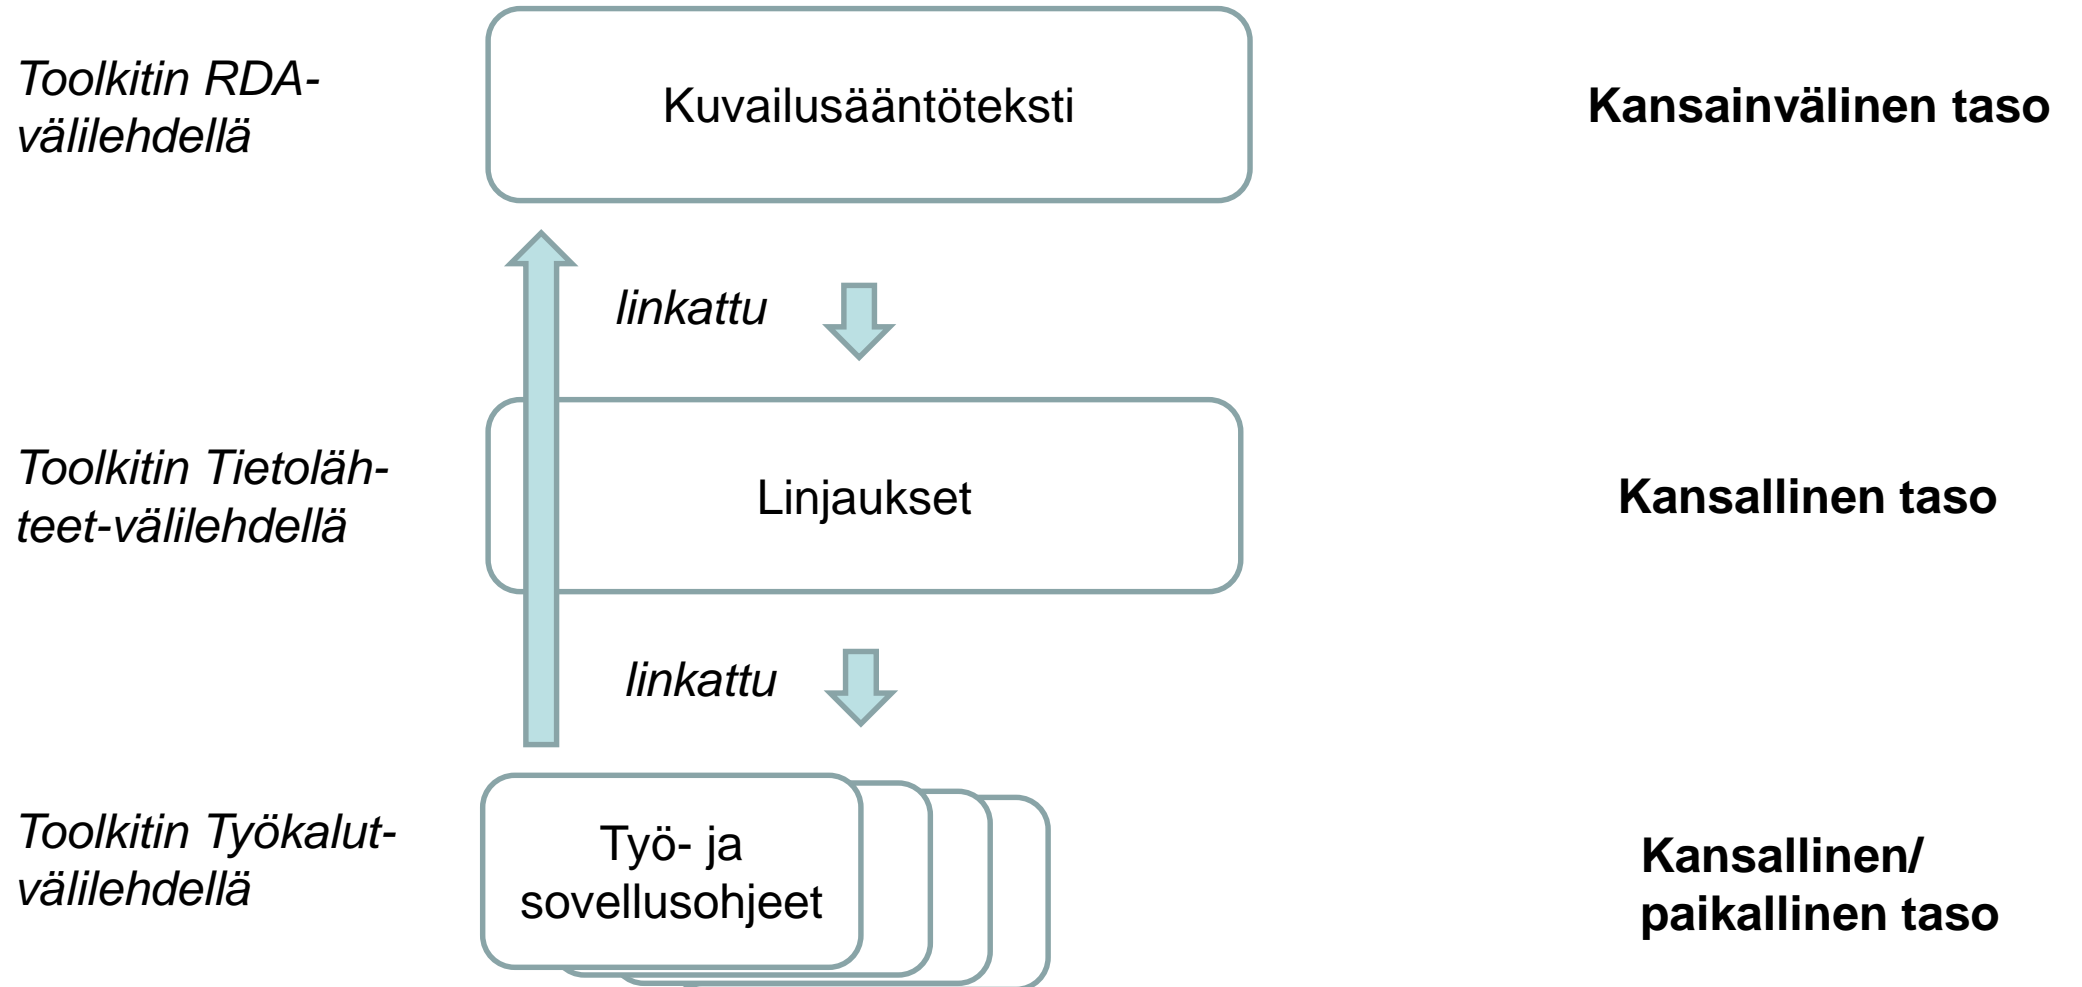 Toolkitin RDA-
välilehdellä
Kuvailusääntöteksti
Kansainvälinen taso
linkattu
Toolkitin Tietoläh-
teet-välilehdellä
Linjaukset
Kansallinen taso
linkattu
Toolkitin Työkalut-
välilehdellä
Työ- ja
sovellusohjeet
Kansallinen/
paikallinen taso